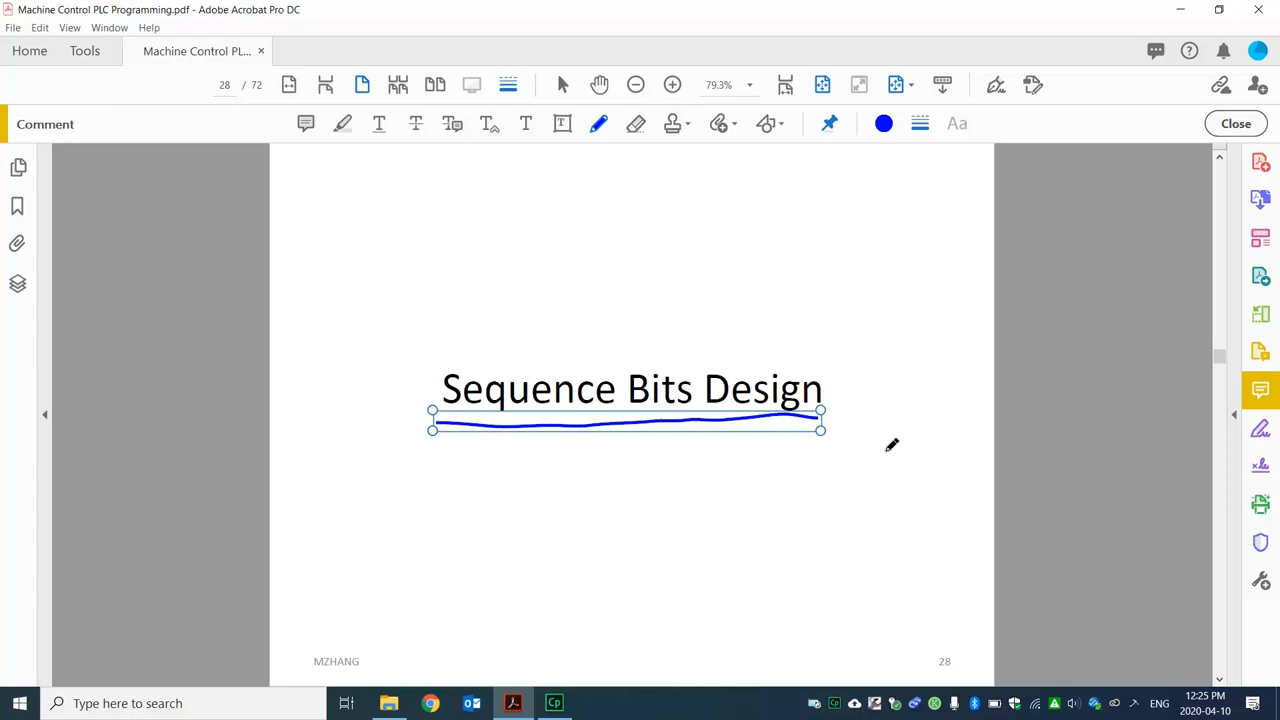 Machine Control PLC Programming.pdf - Adobe Acrobat Pro DC
File Edit View Window Help
Home Tools Machine Control PL... ×
28 / 72 79.3%
Comment Aa Close
Sequence Bits Design
MZHANG 28
Type here to search
ENG 12:25 PM
2020-04-10